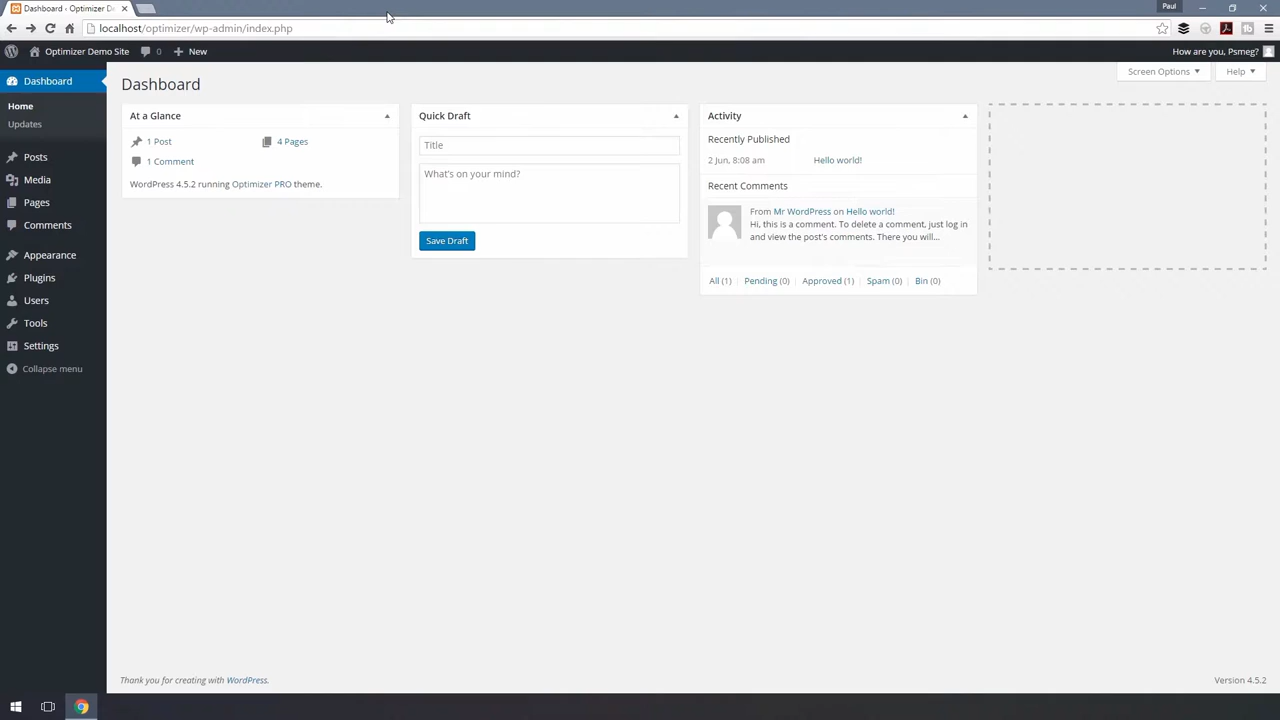 Dashboard ‹ Optimizer De
Paul
localhost/optimizer/wp-admin/index.php
Optimizer Demo Site
0
New
How are you, Psmeg?
Dashboard
Home
Updates
Posts
Media
Pages
Comments
Appearance
Plugins
Users
Tools
Settings
Collapse menu
Dashboard
Screen Options
Help
At a Glance
1 Post
4 Pages
1 Comment
WordPress 4.5.2 running Optimizer PRO theme.
Quick Draft
Title
What's on your mind?
Save Draft
Activity
Recently Published
2 Jun, 8:08 am
Hello world!
Recent Comments
From Mr WordPress on Hello world!
Hi, this is a comment. To delete a comment, just log in
and view the post's comments. There you will...
All (1) | Pending (0) | Approved (1) | Spam (0) | Bin (0)
Thank you for creating with WordPress.
Version 4.5.2